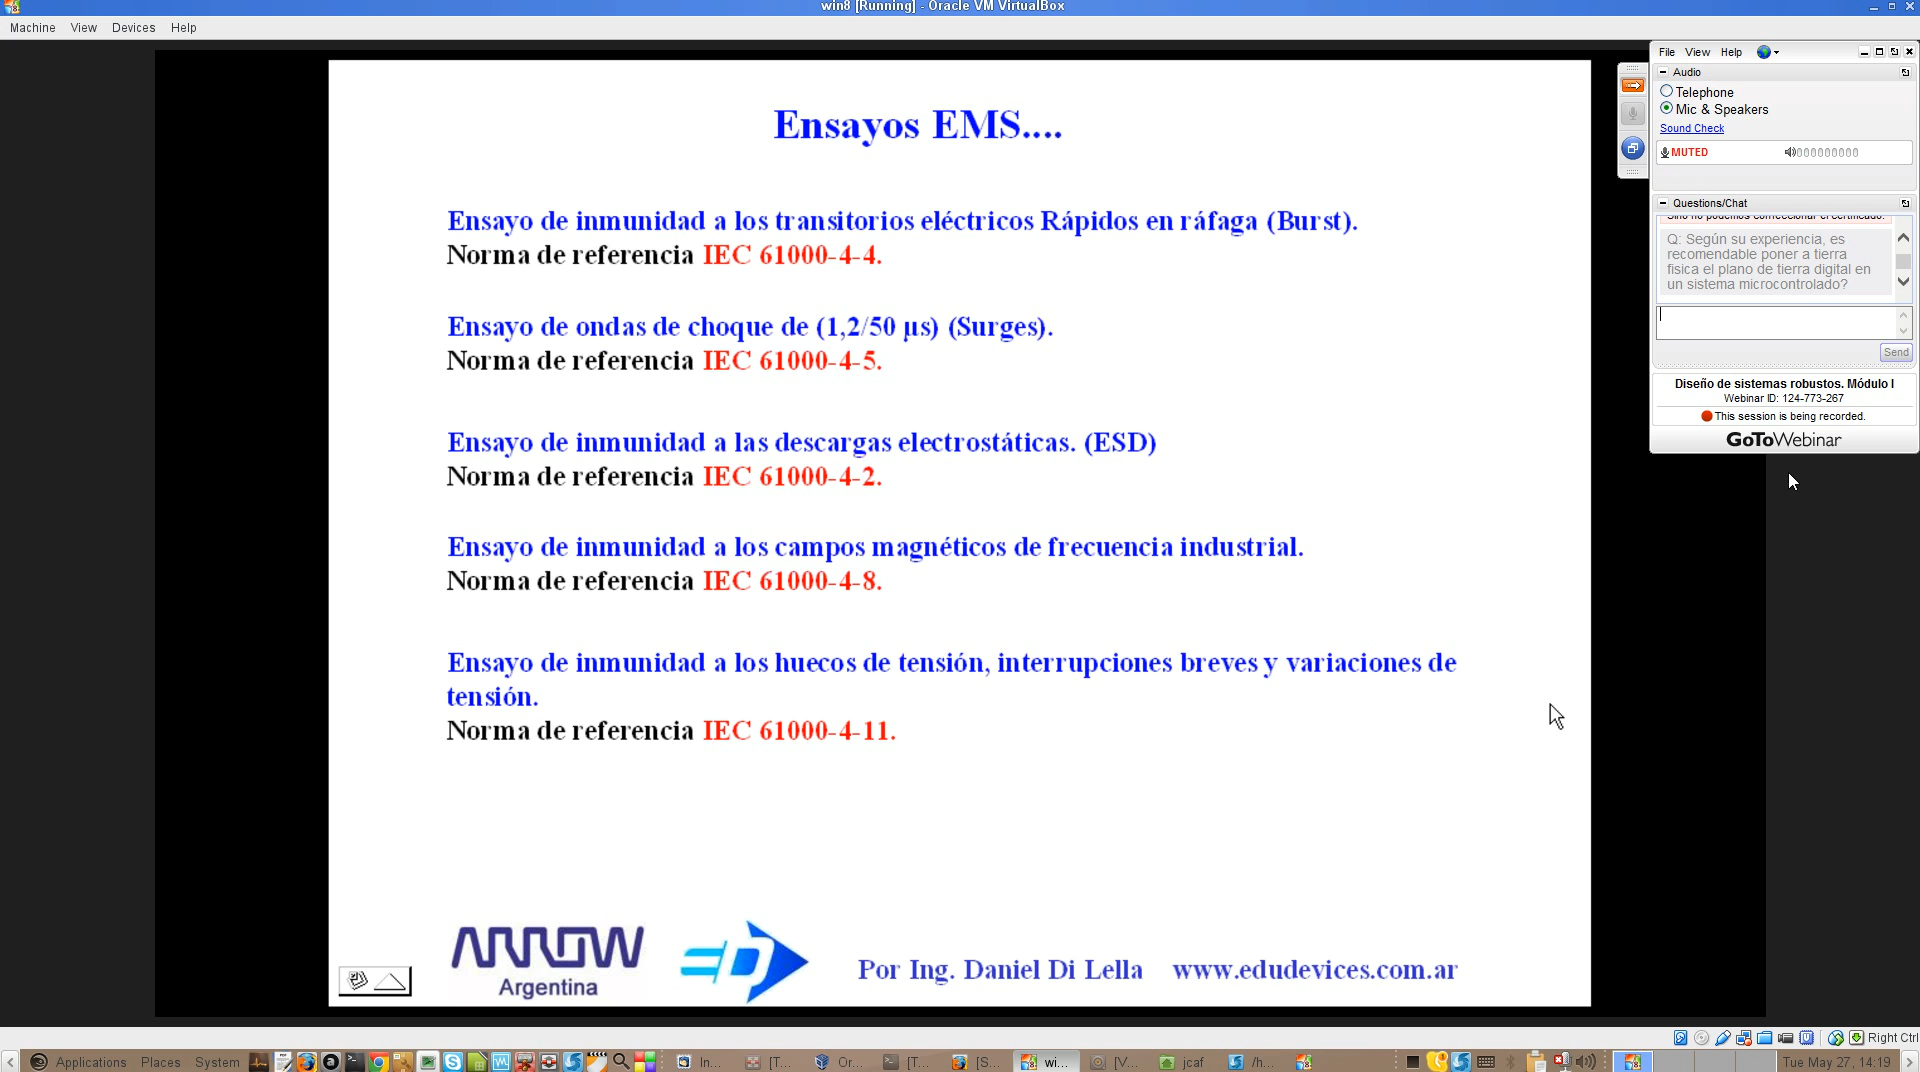 win8 [Running] - Oracle VM VirtualBox
Machine View Devices Help
File View Help
Audio
Telephone
Mic & Speakers
Sound Check
MUTED
000000000
Questions/Chat
Q: Según su experiencia, es
recomendable poner a tierra
fisica el plano de tierra digital en
un sistema microcontrolado?
Send
Diseño de sistemas robustos. Módulo I
Webinar ID: 124-773-267
This session is being recorded.
GoToWebinar
Ensayos EMS....
Ensayo de inmunidad a los transitorios eléctricos Rápidos en ráfaga (Burst).
Norma de referencia IEC 61000-4-4.
Ensayo de ondas de choque de (1,2/50 µs) (Surges).
Norma de referencia IEC 61000-4-5.
Ensayo de inmunidad a las descargas electrostáticas. (ESD)
Norma de referencia IEC 61000-4-2.
Ensayo de inmunidad a los campos magnéticos de frecuencia industrial.
Norma de referencia IEC 61000-4-8.
Ensayo de inmunidad a los huecos de tensión, interrupciones breves y variaciones de
tensión.
Norma de referencia IEC 61000-4-11.
ARROW
Argentina
Por Ing. Daniel Di Lella www.edudevices.com.ar
Right Ctrl
Applications Places System In... [T... Or... [T... [S... wi... [V... jcaf /h... Tue May 27, 14:19